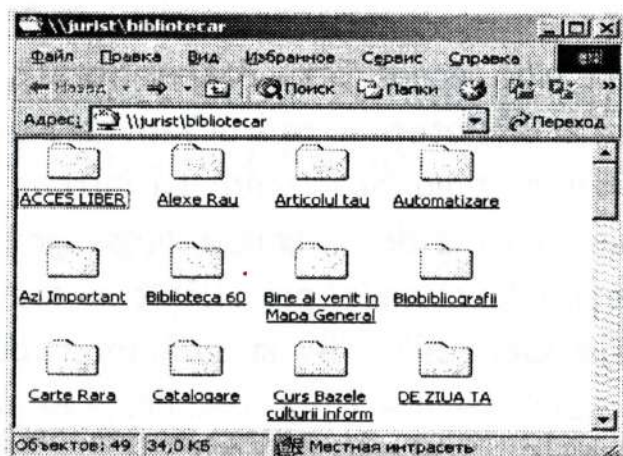 \\jurist\bibliotecar
Файл Правка Вид Избранное Сервис Справка
Назад Поиск Папки »
Адрес: \\jurist\bibliotecar Переход
ACCES LIBER Alexe Rau Articolul tau Automatizare
Azi Important Biblioteca 60 Bine ai venit in Biobibliografii
Mapa General
Carte Rara Catalogare Curs Bazele DE ZIUA TA
culturii inform
Объектов: 49 34,0 КБ Местная интрасеть